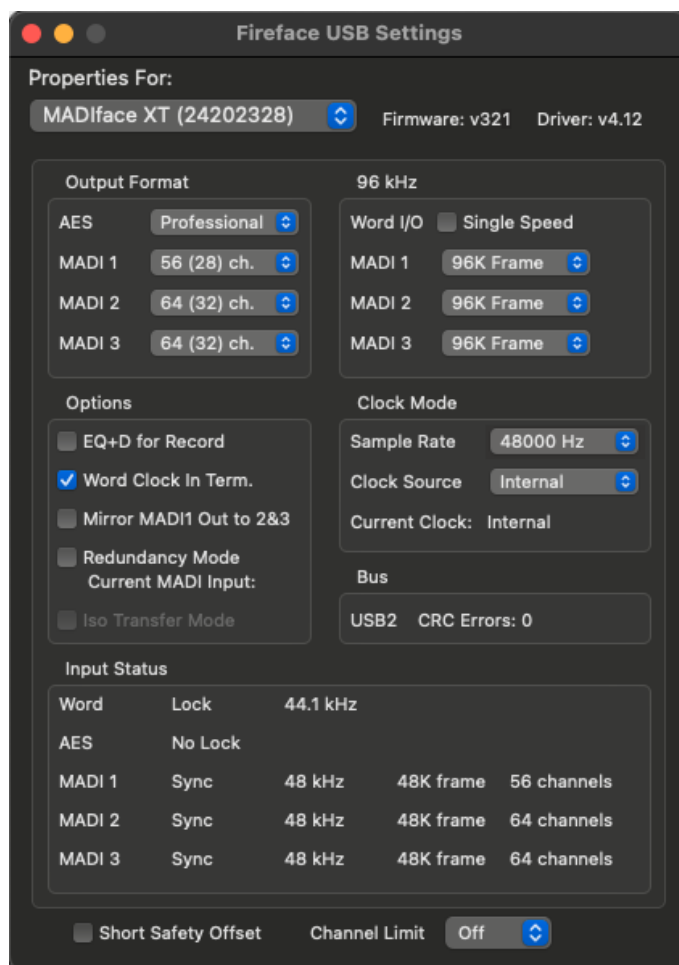 Fireface USB Settings
Properties For:
MADIface XT (24202328) Firmware: v321 Driver: v4.12
Output Format
AES Professional
MADI 1 56 (28) ch.
MADI 2 64 (32) ch.
MADI 3 64 (32) ch.
96 kHz
Word I/O Single Speed
MADI 1 96K Frame
MADI 2 96K Frame
MADI 3 96K Frame
Options
EQ+D for Record
Word Clock In Term.
Mirror MADI1 Out to 2&3
Redundancy Mode
Current MADI Input:
Iso Transfer Mode
Clock Mode
Sample Rate 48000 Hz
Clock Source Internal
Current Clock: Internal
Bus
USB2 CRC Errors: 0
Input Status
Word Lock 44.1 kHz
AES No Lock
MADI 1 Sync 48 kHz 48K frame 56 channels
MADI 2 Sync 48 kHz 48K frame 64 channels
MADI 3 Sync 48 kHz 48K frame 64 channels
Short Safety Offset Channel Limit Off